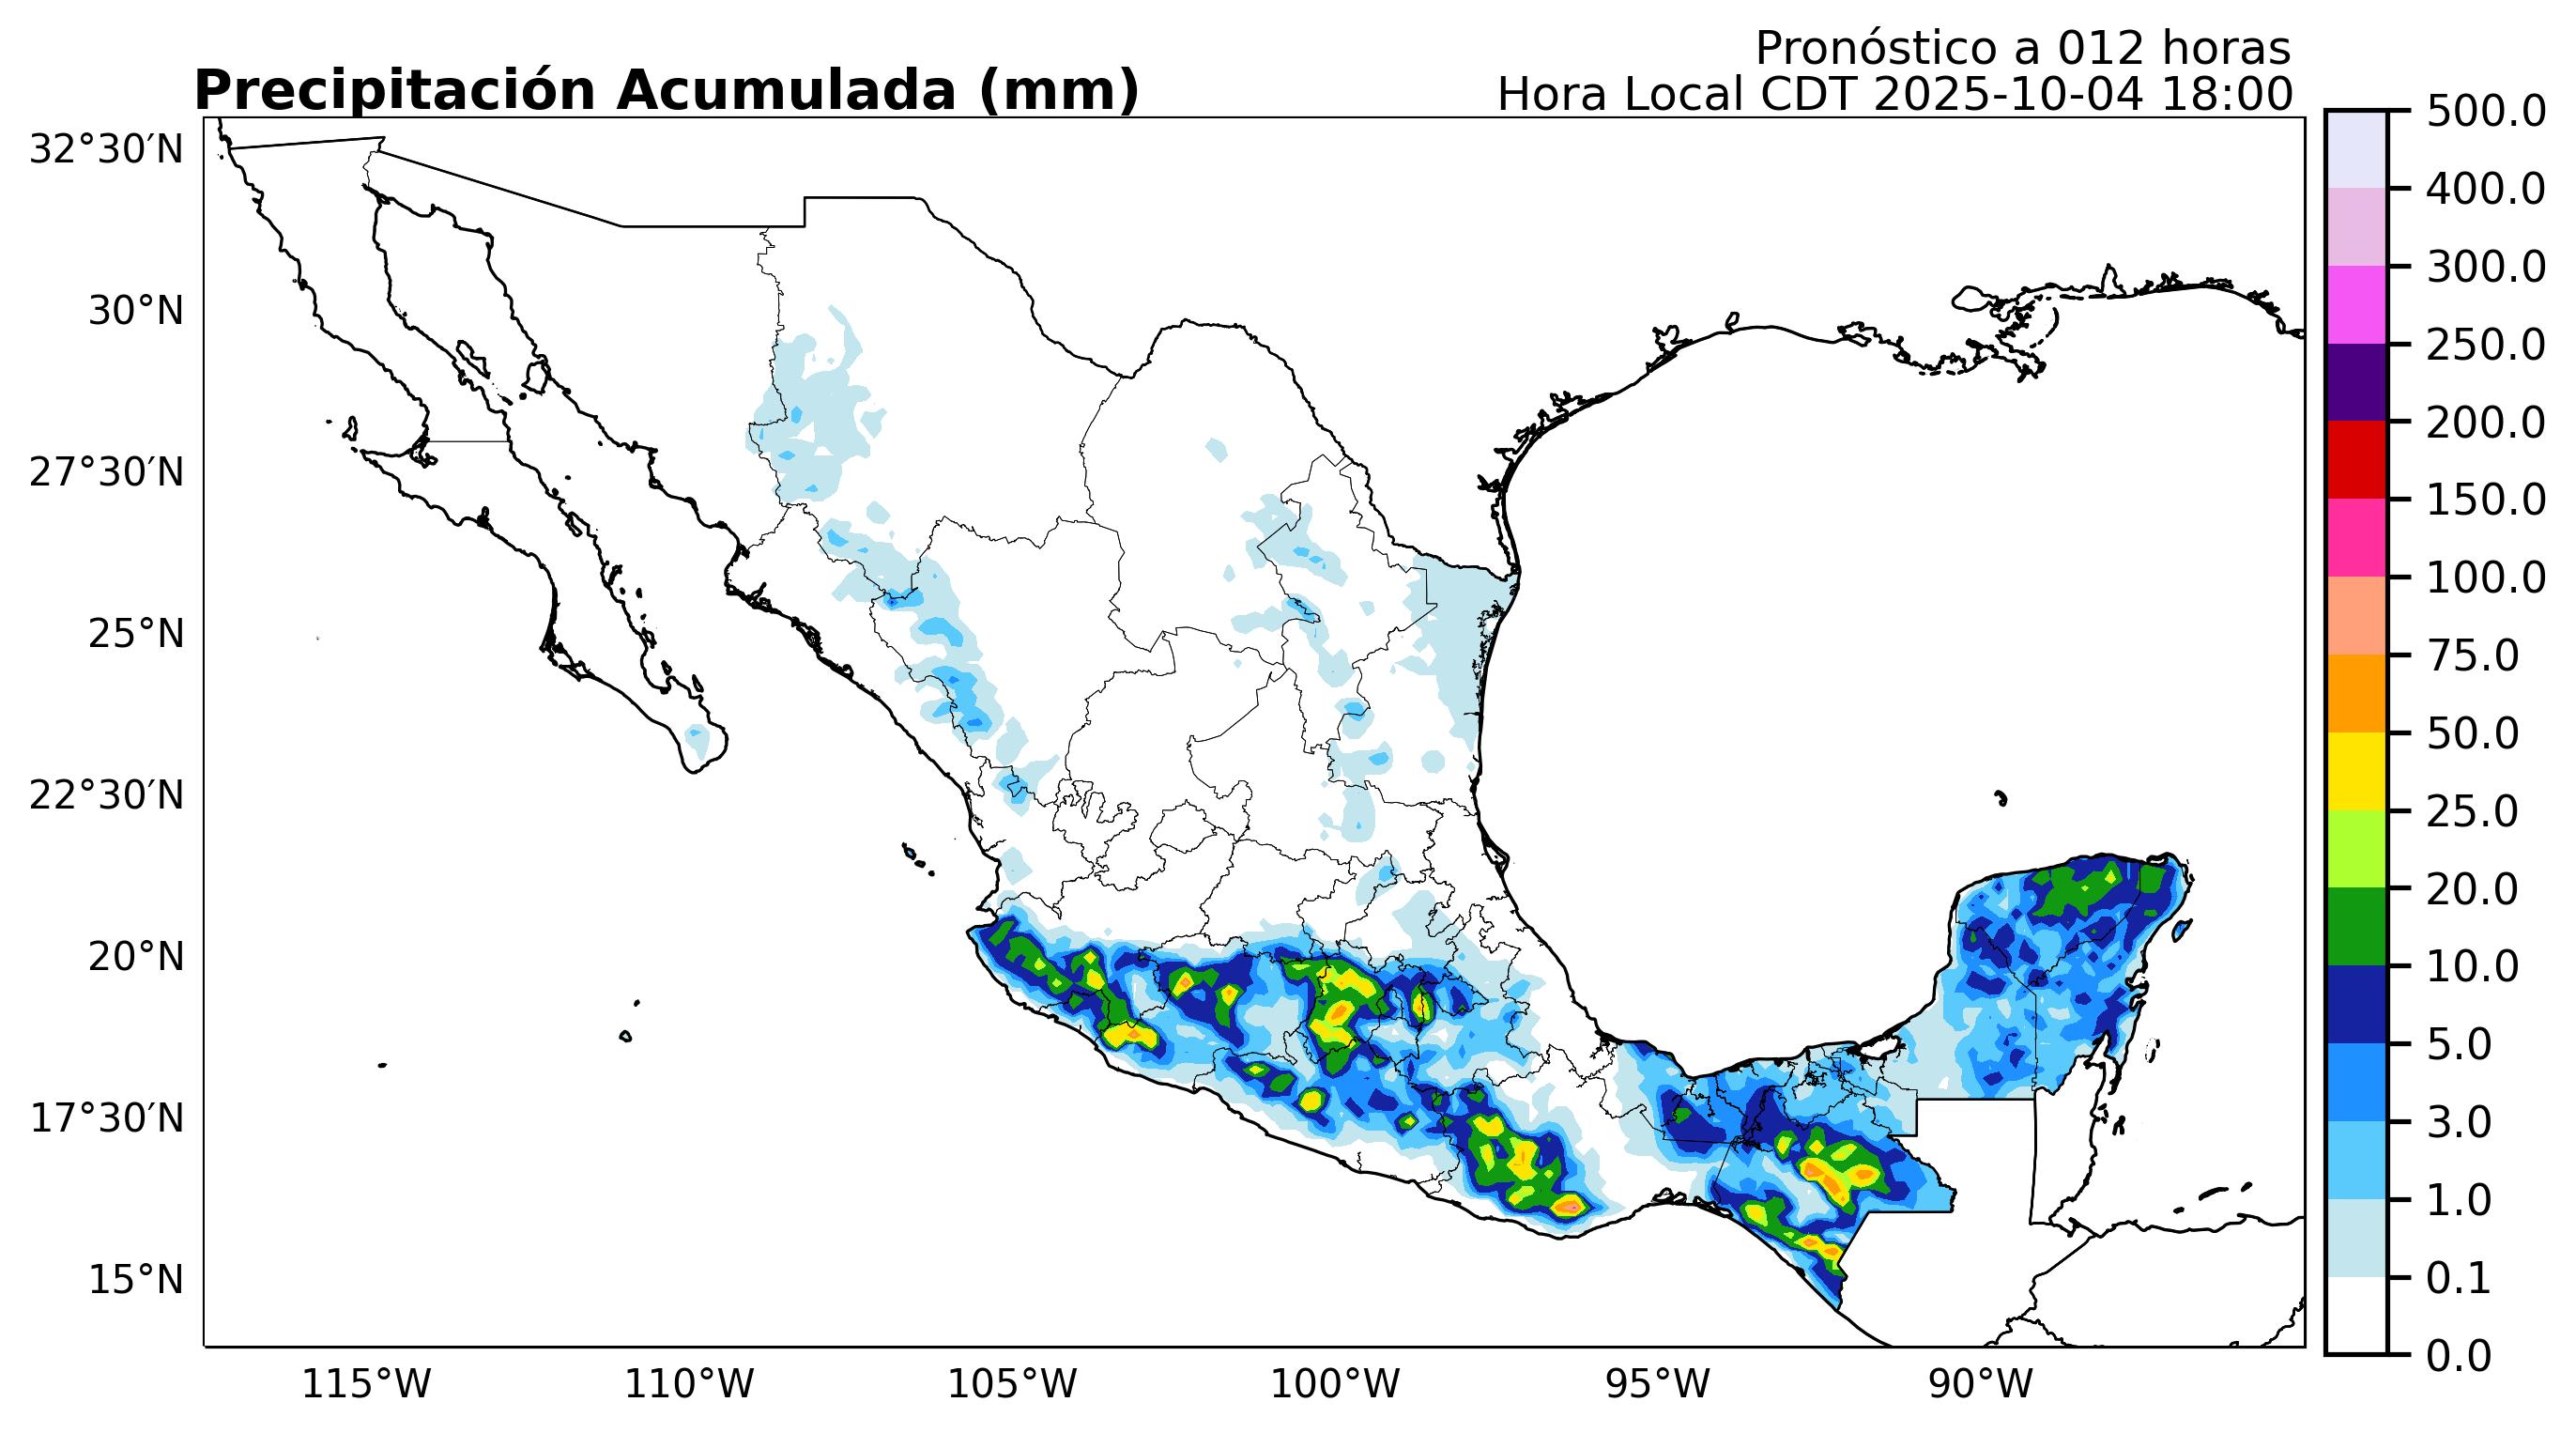 Pronóstico a 012 horas
Precipitación Acumulada (mm)
Hora Local CDT 2025-10-04 18:00
32°30′N
30°N
27°30′N
25°N
22°30′N
20°N
17°30′N
15°N
115°W
110°W
105°W
100°W
95°W
90°W
500.0
400.0
300.0
250.0
200.0
150.0
100.0
75.0
50.0
25.0
20.0
10.0
5.0
3.0
1.0
0.1
0.0